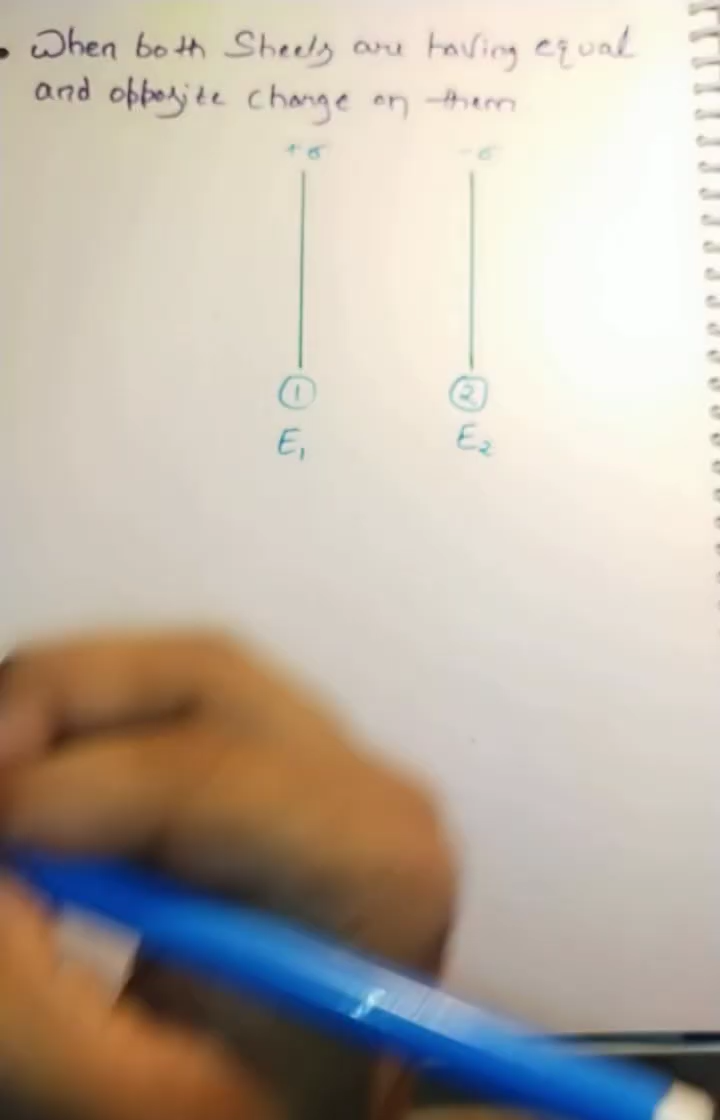 • When both Sheets are having equal
and opposite charge on them
+σ -σ
① ②
E₁ E₂